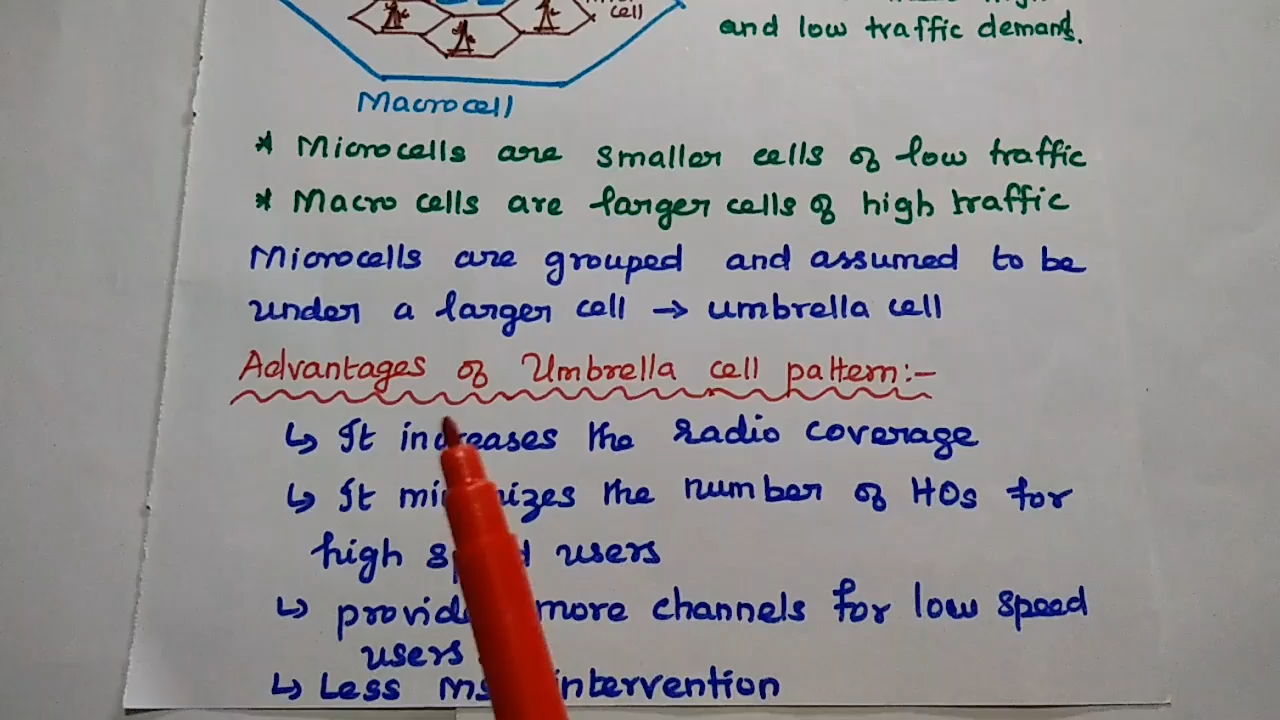 cell
and low traffic demand.
Macrocell
* Microcells are smaller cells of low traffic
* Macro cells are larger cells of high traffic
Microcells are grouped and assumed to be
under a larger cell → umbrella cell
Advantages of Umbrella cell pattern:-
↳ It increases the radio coverage
↳ It minimizes the number of HOs for
high speed users
↳ provide more channels for low speed
users
↳ Less intervention